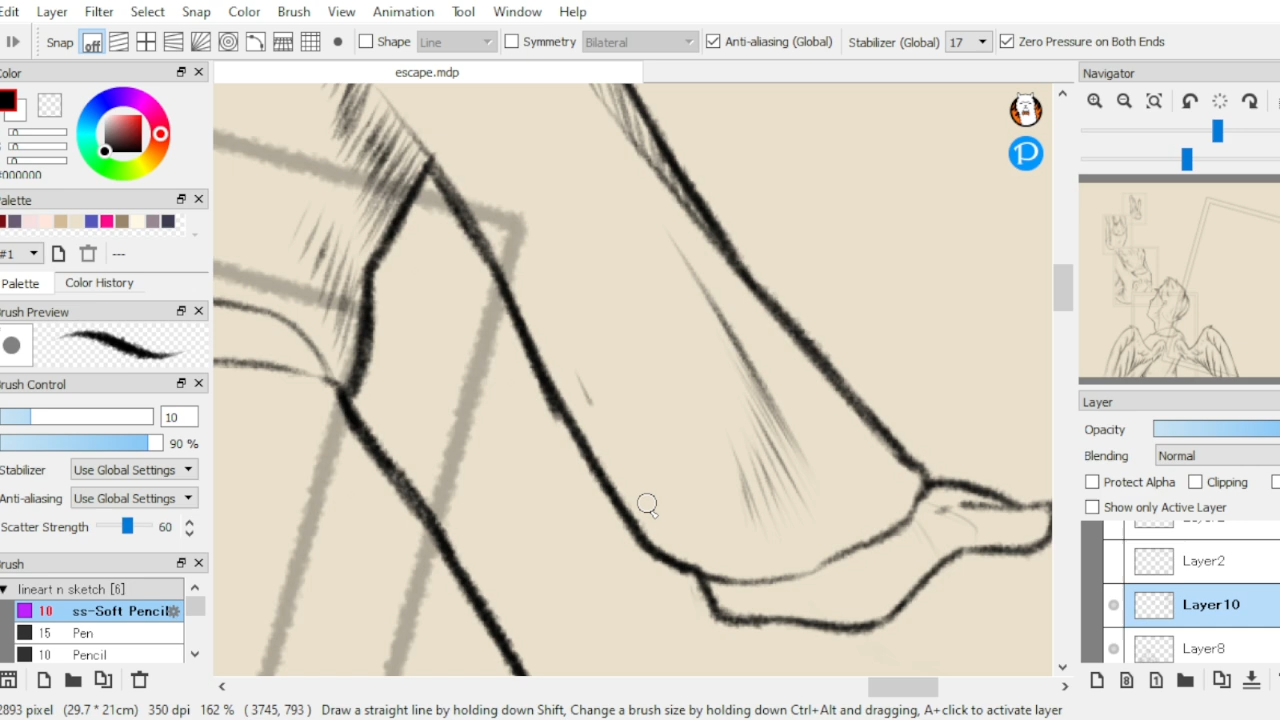 Edit Layer Filter Select Snap Color Brush View Animation Tool Window Help
Snap off Shape Line Symmetry Bilateral Anti-aliasing (Global) Stabilizer (Global) 17 Zero Pressure on Both Ends
Color
escape.mdp
Navigator
#000000
Palette
#1 ---
Palette Color History
Brush Preview
Brush Control
10
90 %
Stabilizer Use Global Settings
Anti-aliasing Use Global Settings
Scatter Strength 60
Brush
lineart n sketch [6]
10 ss-Soft Pencil
15 Pen
10 Pencil
Layer
Opacity
Blending Normal
Protect Alpha Clipping
Show only Active Layer
Layer2
Layer10
Layer8
2893 pixel (29.7 * 21cm) 350 dpi 162 % ( 3745, 793 ) Draw a straight line by holding down Shift, Change a brush size by holding down Ctrl+Alt and dragging, A+click to activate layer